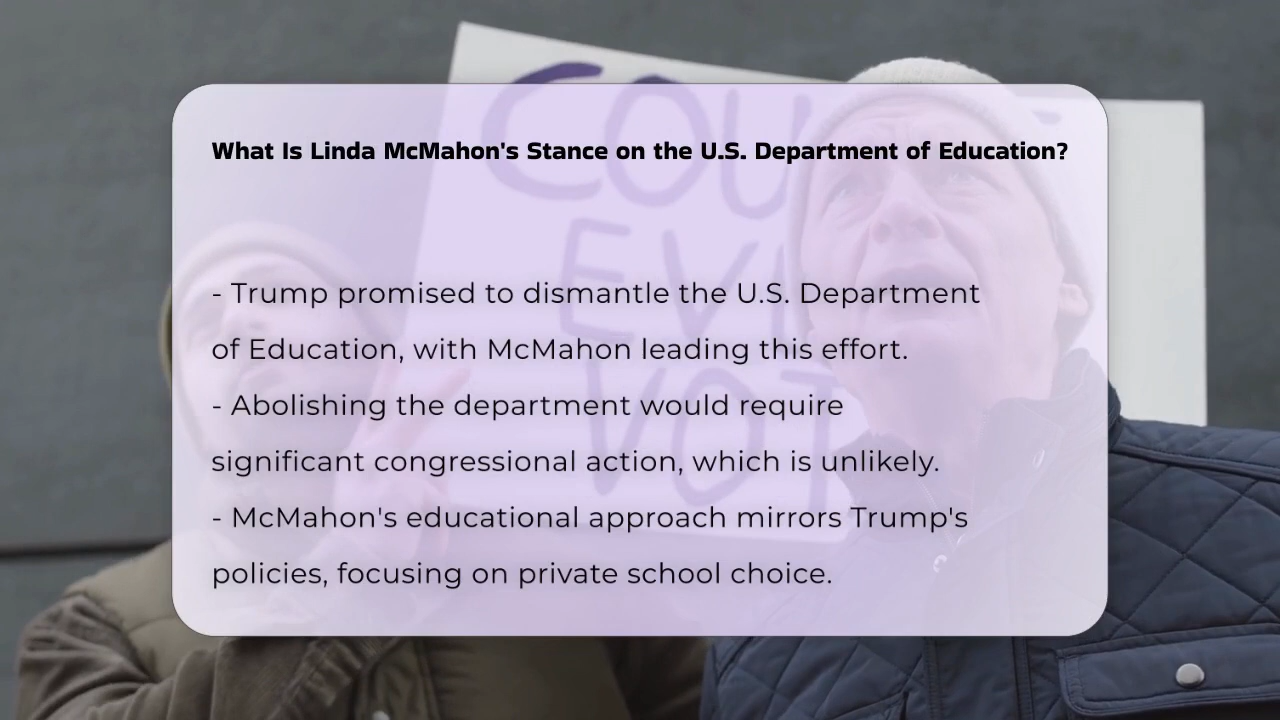 What Is Linda McMahon's Stance on the U.S. Department of Education?
- Trump promised to dismantle the U.S. Department
of Education, with McMahon leading this effort.
- Abolishing the department would require
significant congressional action, which is unlikely.
- McMahon's educational approach mirrors Trump's
policies, focusing on private school choice.